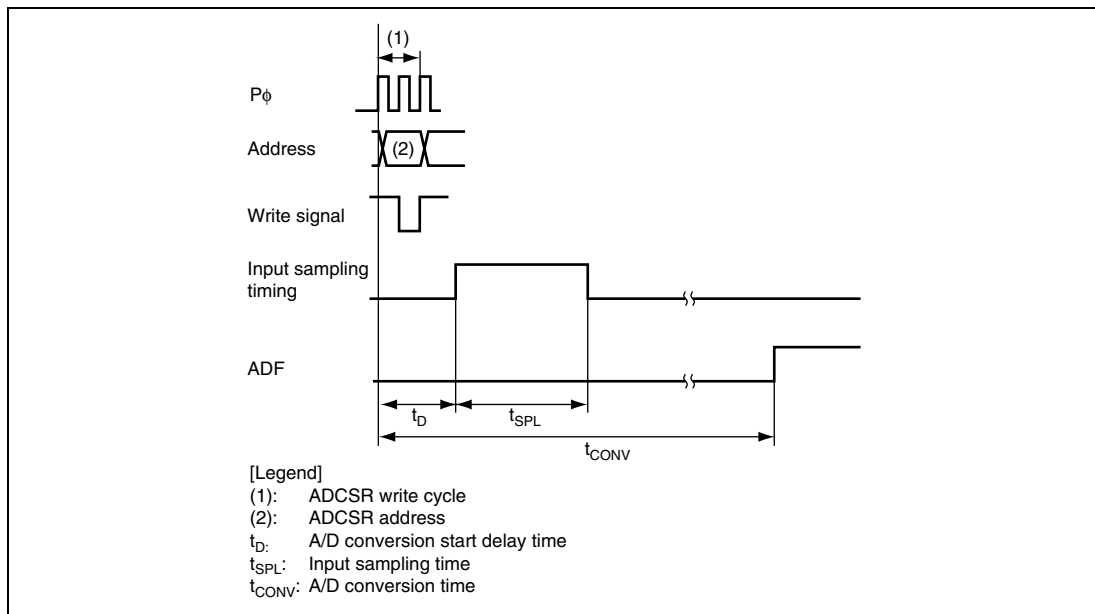 (1)
Pϕ
Address
(2)
Write signal
Input sampling
timing
ADF
tD
tSPL
tCONV
[Legend]
(1): ADCSR write cycle
(2): ADCSR address
tD: A/D conversion start delay time
tSPL: Input sampling time
tCONV: A/D conversion time